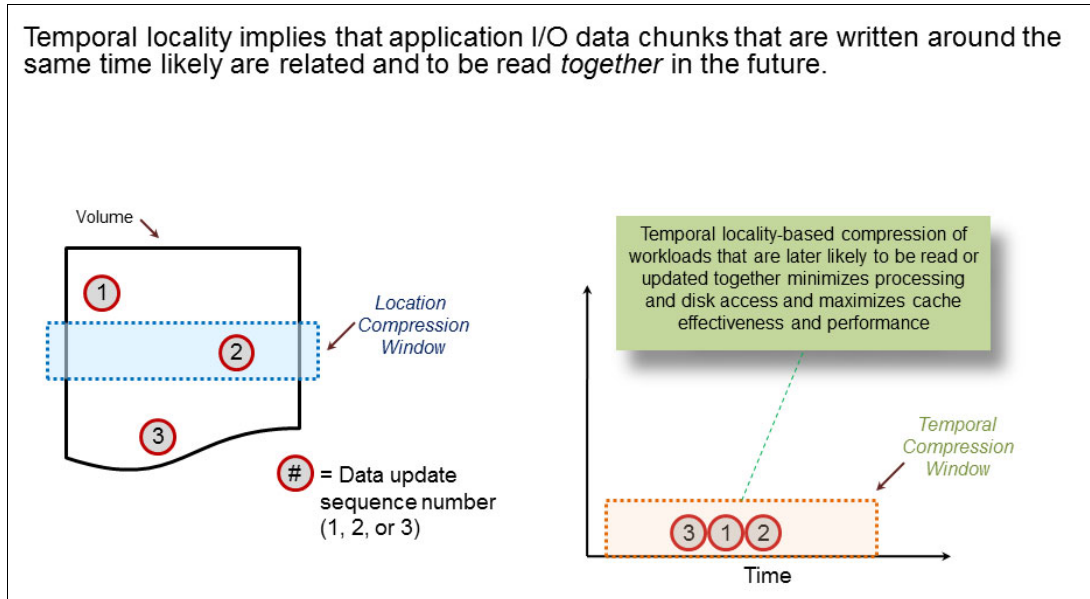 Temporal locality implies that application I/O data chunks that are written around the
same time likely are related and to be read together in the future.
Volume
1
2
3
Location
Compression
Window
# = Data update
sequence number
(1, 2, or 3)
Temporal locality-based compression of
workloads that are later likely to be read or
updated together minimizes processing
and disk access and maximizes cache
effectiveness and performance
Temporal
Compression
Window
3 1 2
Time